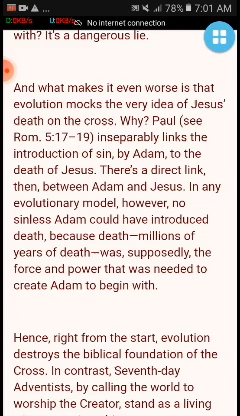 0:0KB/s U:0KB/s 78% 7:01 AM
No internet connection
with? It's a dangerous lie.
And what makes it even worse is that
evolution mocks the very idea of Jesus'
death on the cross. Why? Paul (see
Rom. 5:17–19) inseparably links the
introduction of sin, by Adam, to the
death of Jesus. There's a direct link,
then, between Adam and Jesus. In any
evolutionary model, however, no
sinless Adam could have introduced
death, because death—millions of
years of death—was, supposedly, the
force and power that was needed to
create Adam to begin with.
Hence, right from the start, evolution
destroys the biblical foundation of the
Cross. In contrast, Seventh-day
Adventists, by calling the world to
worship the Creator, stand as a living